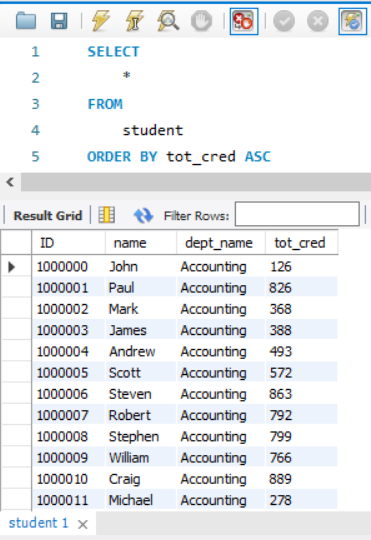 1 SELECT
2 *
3 FROM
4 student
5 ORDER BY tot_cred ASC
Result Grid Filter Rows:
ID name dept_name tot_cred
1000000 John Accounting 126
1000001 Paul Accounting 826
1000002 Mark Accounting 368
1000003 James Accounting 388
1000004 Andrew Accounting 493
1000005 Scott Accounting 572
1000006 Steven Accounting 863
1000007 Robert Accounting 792
1000008 Stephen Accounting 799
1000009 William Accounting 766
1000010 Craig Accounting 889
1000011 Michael Accounting 278
student 1